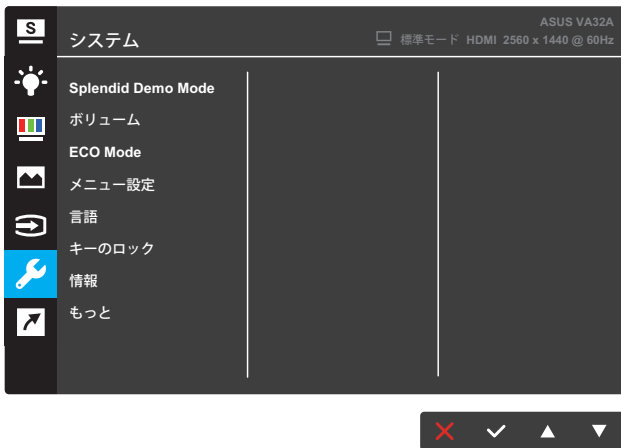 S
システム
ASUS VA32A
標準モード HDMI 2560 x 1440 @ 60Hz
Splendid Demo Mode
ボリューム
ECO Mode
メニュー設定
言語
キーのロック
情報
もっと